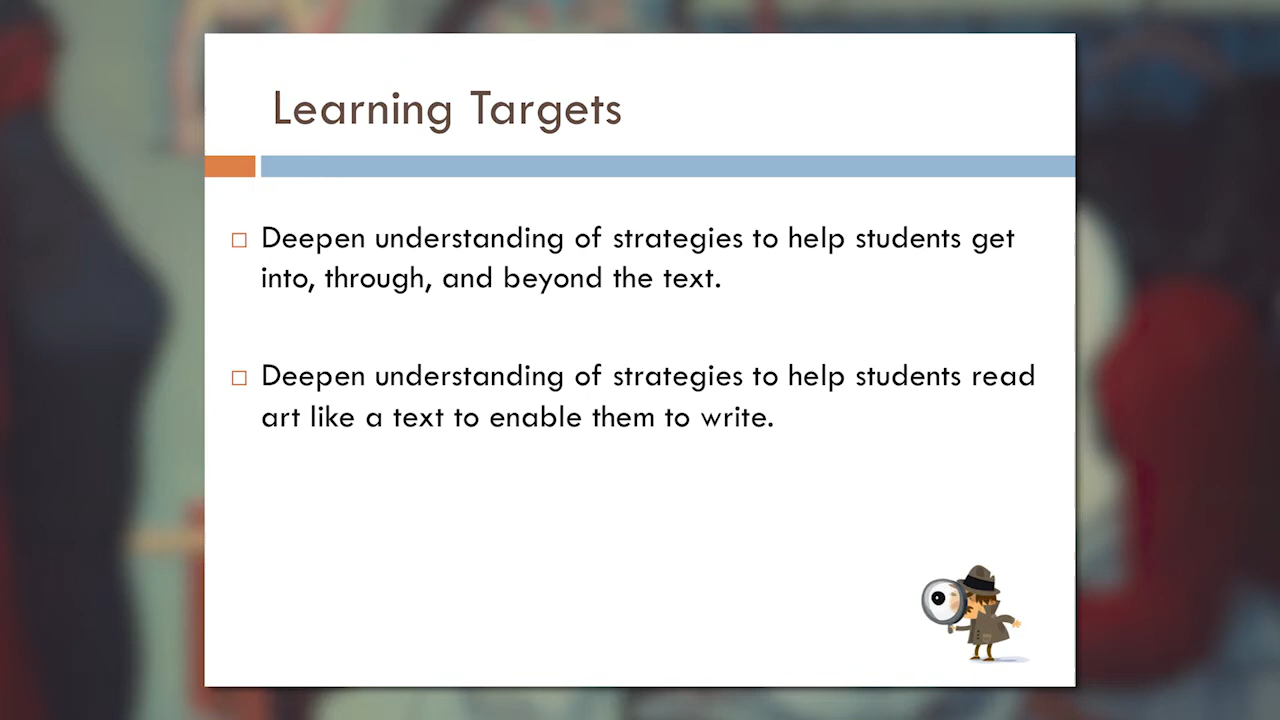 Learning Targets
Deepen understanding of strategies to help students get
into, through, and beyond the text.
Deepen understanding of strategies to help students read
art like a text to enable them to write.